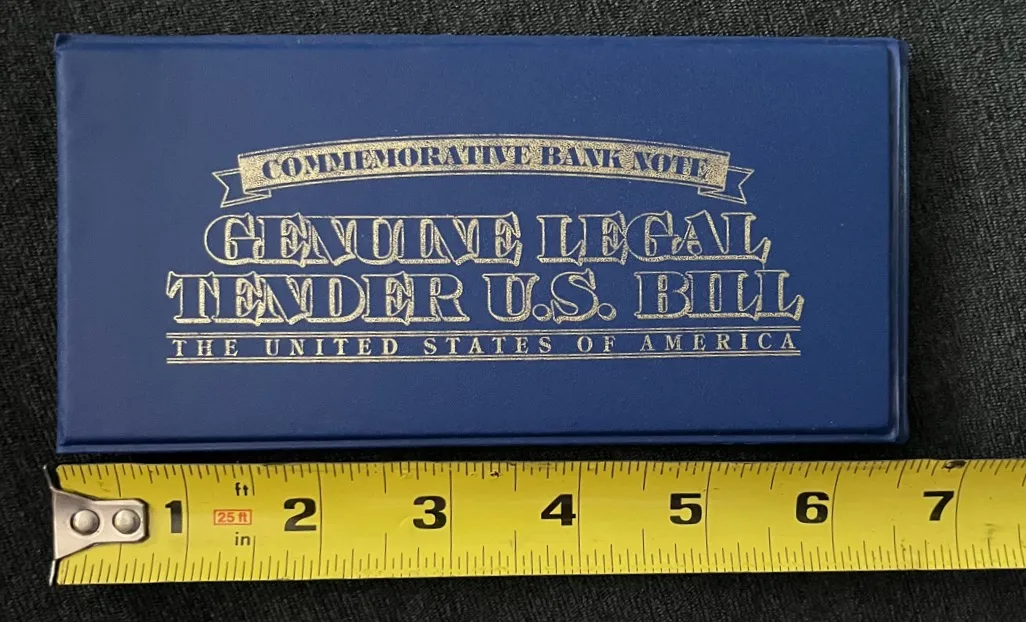 COMMEMORATIVE BANK NOTE
GENUINE LEGAL
TENDER U.S. BILL
THE UNITED STATES OF AMERICA
ft
1 25 ft 2 3 4 5 6 7
in